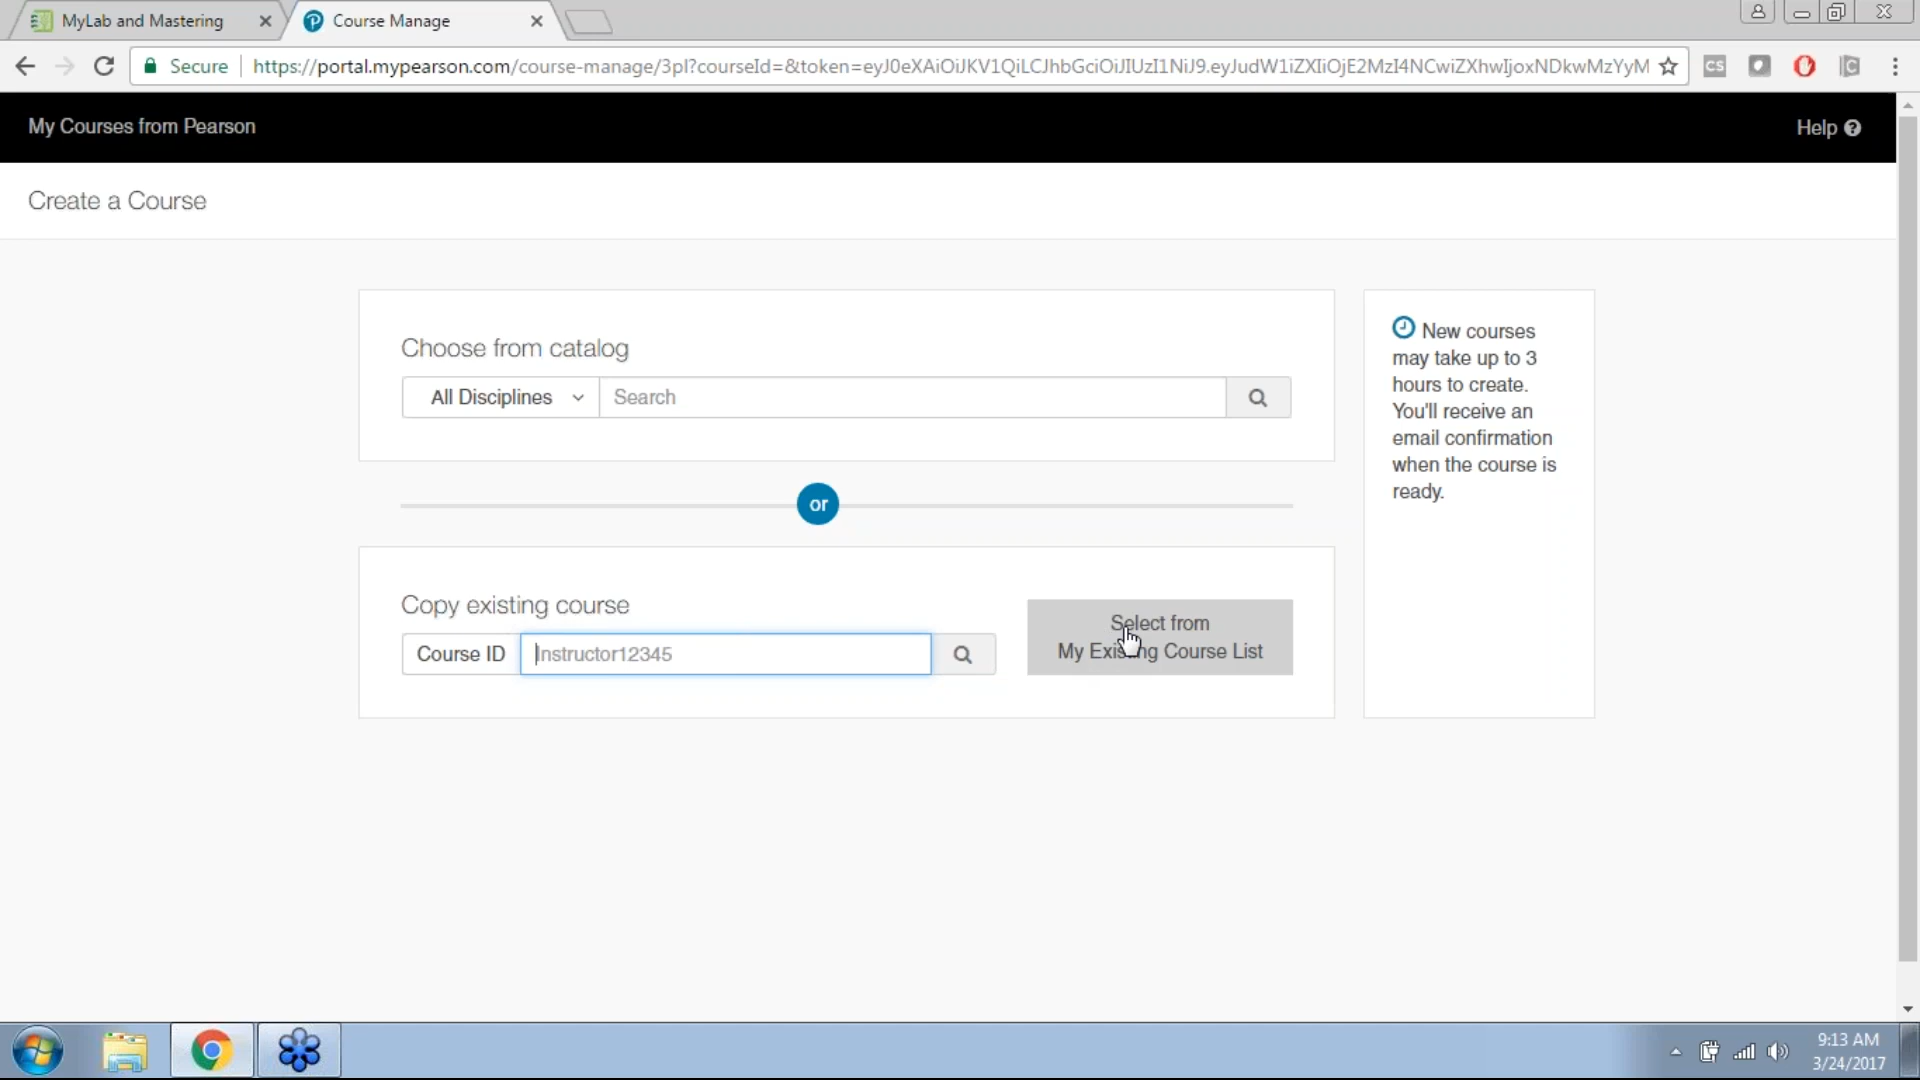 MyLab and Mastering
Course Manage
Secure
https://portal.mypearson.com/course-manage/3pl?courseId=&token=eyJ0eXAiOiJKV1QiLCJhbGciOiJIUzI1NiJ9.eyJudW1iZXIiOjE2MzI4NCwiZXhwIjoxNDkwMzYyM
CS
C
My Courses from Pearson
Help ?
Create a Course
Choose from catalog
All Disciplines
Search
New courses
may take up to 3
hours to create.
You'll receive an
email confirmation
when the course is
ready.
or
Copy existing course
Course ID
Instructor12345
Select from
My Existing Course List
9:13 AM
3/24/2017